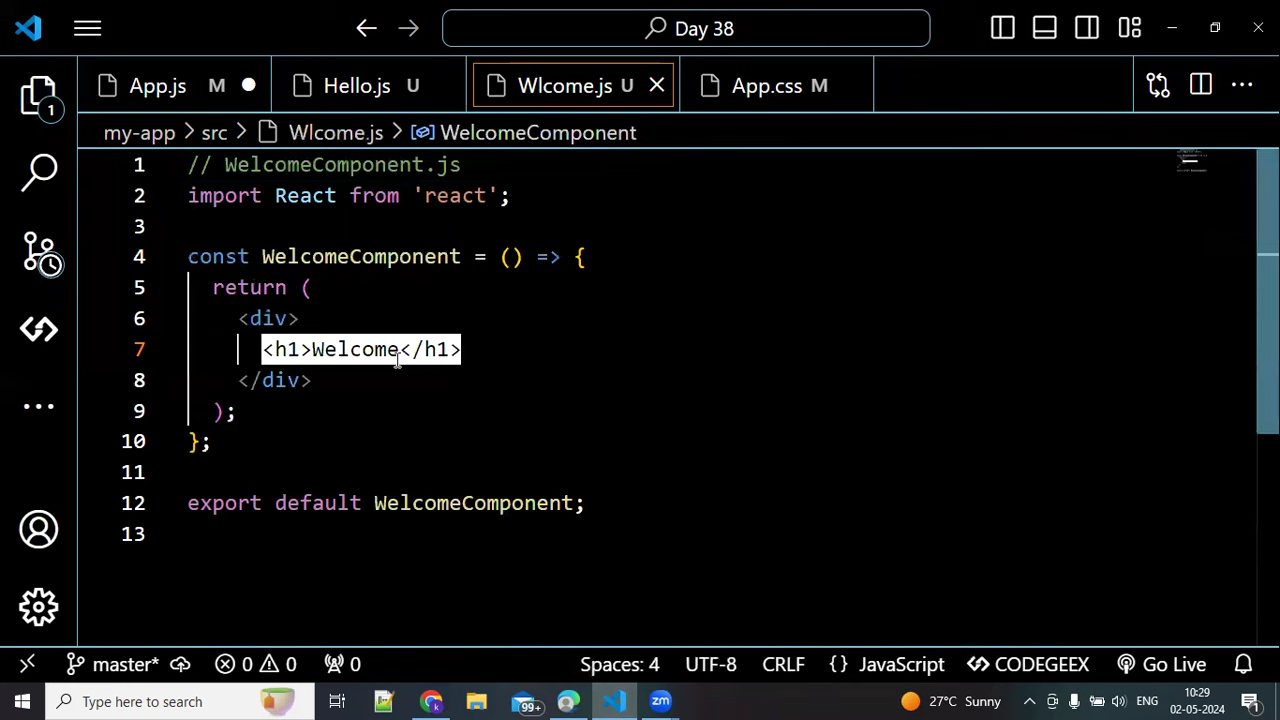 Day 38
App.js M
Hello.js U
Wlcome.js U
App.css M
my-app > src > Wlcome.js > WelcomeComponent
1 // WelcomeComponent.js
2 import React from 'react';
3
4 const WelcomeComponent = () => {
5 return (
6 <div>
7 <h1>Welcome</h1>
8 </div>
9 );
10 };
11
12 export default WelcomeComponent;
13
1
master* 0 0 0 Spaces: 4 UTF-8 CRLF {} JavaScript CODEGEEX Go Live
Type here to search
99+
zm
27°C Sunny
ENG
10:29
02-05-2024
1